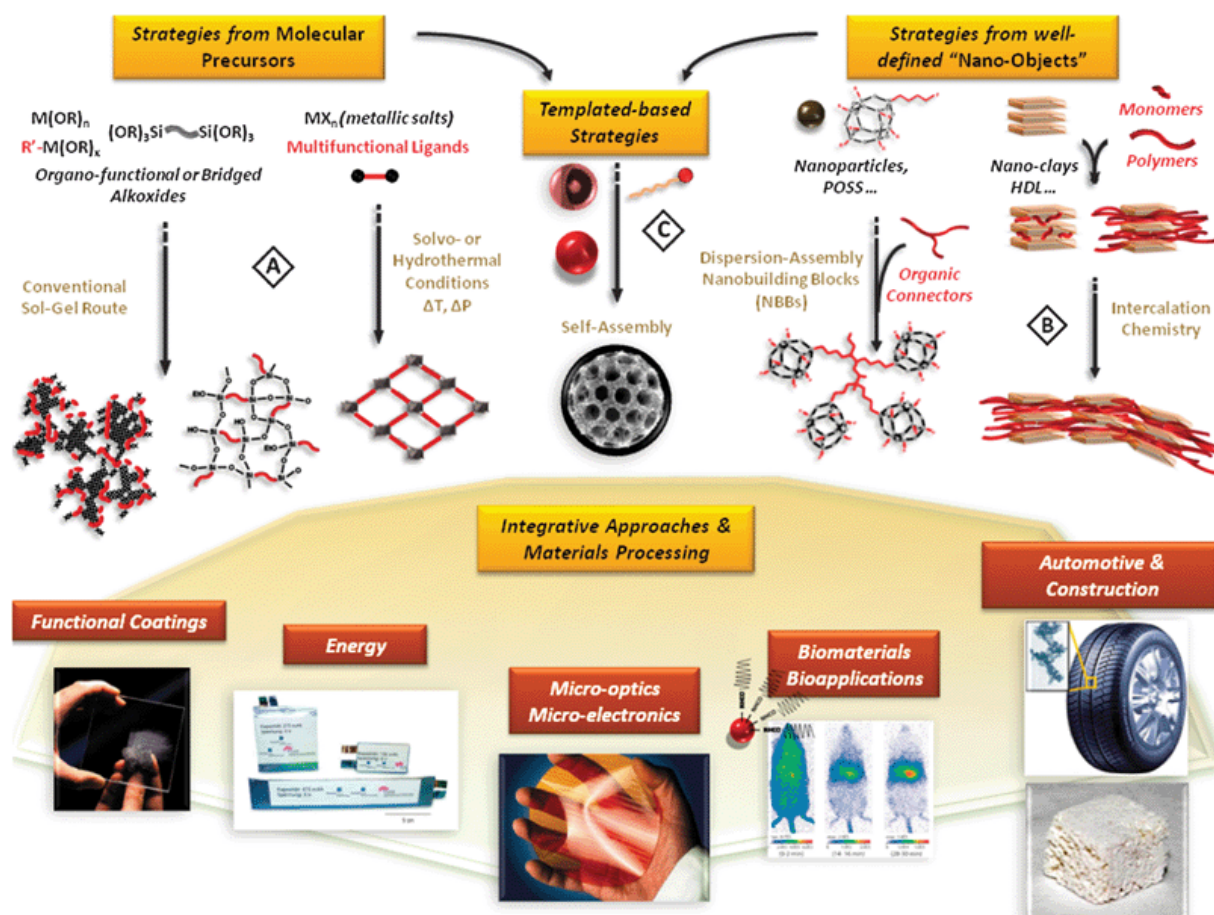 Strategies from Molecular
Precursors
Strategies from well-
defined "Nano-Objects"
Templated-based
Strategies
M(OR)n
R'-M(OR)x
(OR)3Si
Si(OR)3
Organo-functional or Bridged
Alkoxides
MXn (metallic salts)
Multifunctional Ligands
Nanoparticles,
POSS ...
Nano-clays
HDL...
Monomers
Polymers
A
Conventional
Sol-Gel Route
Solvo- or
Hydrothermal
Conditions
ΔT, ΔP
C
Self-Assembly
Dispersion-Assembly
Nanobuilding Blocks
(NBBs)
Organic
Connectors
B
Intercalation
Chemistry
Integrative Approaches &
Materials Processing
Functional Coatings
Energy
Micro-optics
Micro-electronics
Biomaterials
Bioapplications
Automotive &
Construction